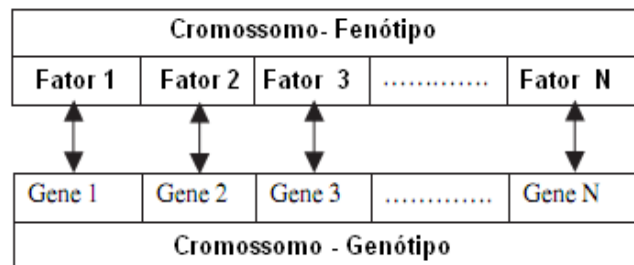 Cromossomo- Fenótipo
Fator 1 Fator 2 Fator 3 ............. Fator N
Gene 1 Gene 2 Gene 3 ............. Gene N
Cromossomo - Genótipo